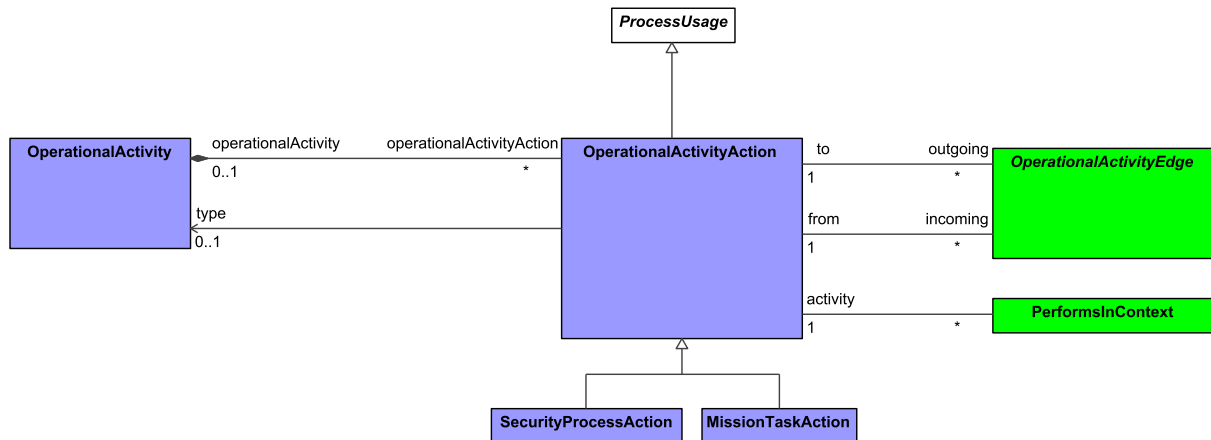 ProcessUsage
OperationalActivity
operationalActivity
operationalActivityAction
0..1
*
type
0..1
OperationalActivityAction
to
outgoing
1
*
from
incoming
1
*
activity
1
*
OperationalActivityEdge
PerformsInContext
SecurityProcessAction
MissionTaskAction